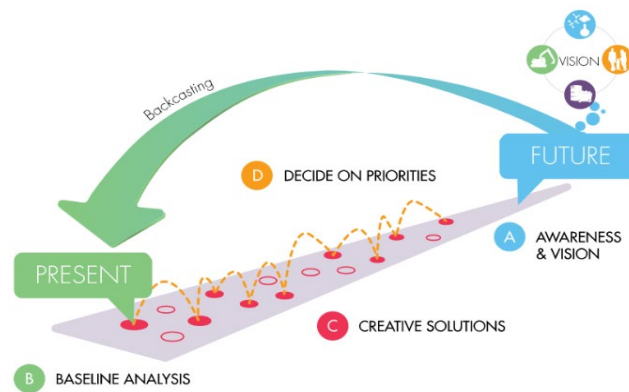 VISION
Backcasting
FUTURE
D DECIDE ON PRIORITIES
A AWARENESS
& VISION
PRESENT
C CREATIVE SOLUTIONS
B BASELINE ANALYSIS